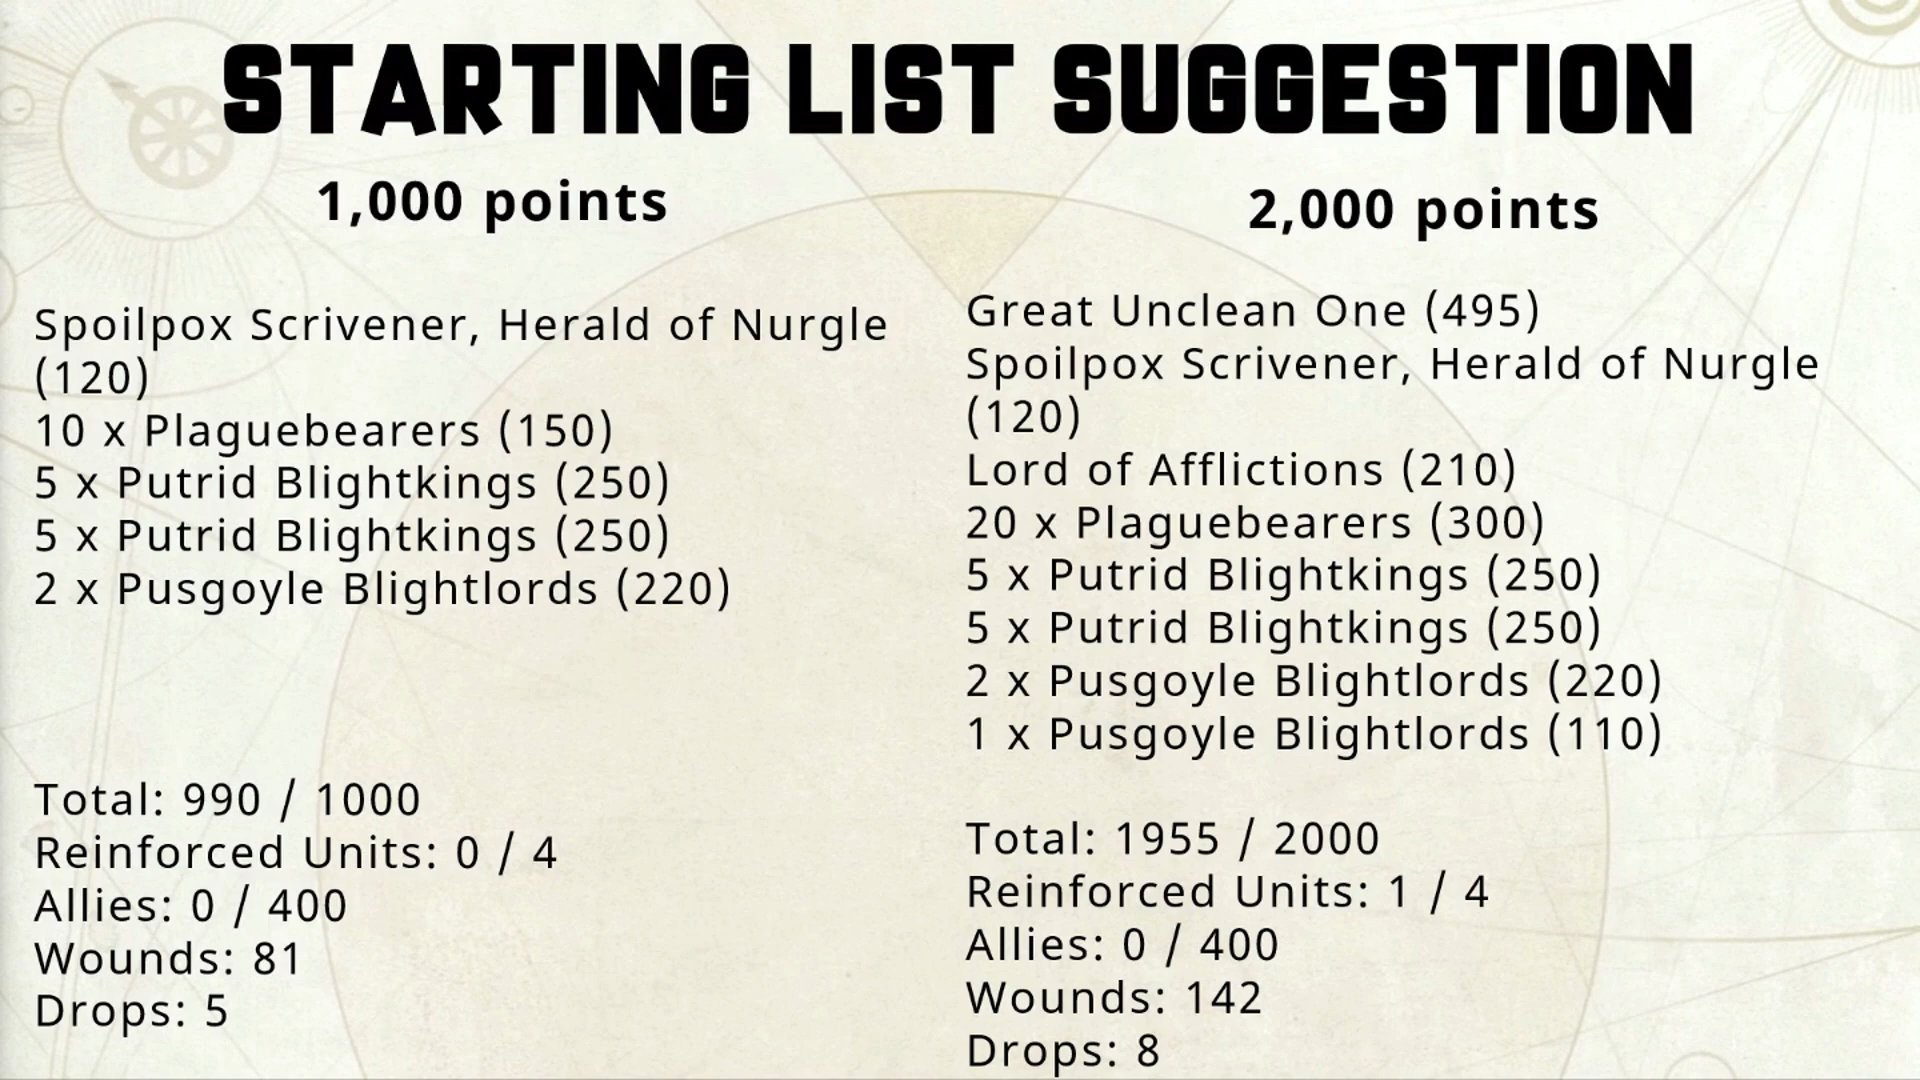 STARTING LIST SUGGESTION
1,000 points
Spoilpox Scrivener, Herald of Nurgle
(120)
10 x Plaguebearers (150)
5 x Putrid Blightkings (250)
5 x Putrid Blightkings (250)
2 x Pusgoyle Blightlords (220)
Total: 990 / 1000
Reinforced Units: 0 / 4
Allies: 0 / 400
Wounds: 81
Drops: 5
2,000 points
Great Unclean One (495)
Spoilpox Scrivener, Herald of Nurgle
(120)
Lord of Afflictions (210)
20 x Plaguebearers (300)
5 x Putrid Blightkings (250)
5 x Putrid Blightkings (250)
2 x Pusgoyle Blightlords (220)
1 x Pusgoyle Blightlords (110)
Total: 1955 / 2000
Reinforced Units: 1 / 4
Allies: 0 / 400
Wounds: 142
Drops: 8